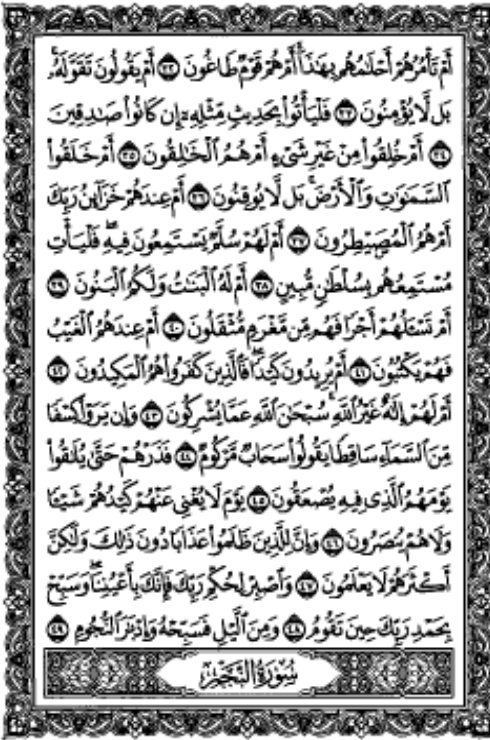 أَمْ تَأْمُرُهُمْ أَحْلَٰمُهُم بِهَٰذَآ ۚ أَمْ هُمْ قَوْمٌ طَاغُونَ ٣٢ أَمْ يَقُولُونَ تَقَوَّلَهُۥ ۚ
بَل لَّا يُؤْمِنُونَ ٣٣ فَلْيَأْتُوا۟ بِحَدِيثٍ مِّثْلِهِۦٓ إِن كَانُوا۟ صَٰدِقِينَ
٣٤ أَمْ خُلِقُوا۟ مِنْ غَيْرِ شَىْءٍ أَمْ هُمُ ٱلْخَٰلِقُونَ ٣٥ أَمْ خَلَقُوا۟
ٱلسَّمَٰوَٰتِ وَٱلْأَرْضَ ۚ بَل لَّا يُوقِنُونَ ٣٦ أَمْ عِندَهُمْ خَزَآئِنُ رَبِّكَ
أَمْ هُمُ ٱلْمُصَۣيْطِرُونَ ٣٧ أَمْ لَهُمْ سُلَّمٌ يَسْتَمِعُونَ فِيهِ ۖ فَلْيَأْتِ
مُسْتَمِعُهُم بِسُلْطَٰنٍ مُّبِينٍ ٣٨ أَمْ لَهُ ٱلْبَنَٰتُ وَلَكُمُ ٱلْبَنُونَ ٣٩
أَمْ تَسْـَٔلُهُمْ أَجْرًا فَهُم مِّن مَّغْرَمٍ مُّثْقَلُونَ ٤٠ أَمْ عِندَهُمُ ٱلْغَيْبُ
فَهُمْ يَكْتُبُونَ ٤١ أَمْ يُرِيدُونَ كَيْدًا ۖ فَٱلَّذِينَ كَفَرُوا۟ هُمُ ٱلْمَكِيدُونَ ٤٢
أَمْ لَهُمْ إِلَٰهٌ غَيْرُ ٱللَّهِ ۚ سُبْحَٰنَ ٱللَّهِ عَمَّا يُشْرِكُونَ ٤٣ وَإِن يَرَوْا۟ كِسْفًا
مِّنَ ٱلسَّمَآءِ سَاقِطًا يَقُولُوا۟ سَحَابٌ مَّرْكُومٌ ٤٤ فَذَرْهُمْ حَتَّىٰ يُلَٰقُوا۟
يَوْمَهُمُ ٱلَّذِى فِيهِ يُصْعَقُونَ ٤٥ يَوْمَ لَا يُغْنِى عَنْهُمْ كَيْدُهُمْ شَيْـًٔا
وَلَا هُمْ يُنصَرُونَ ٤٦ وَإِنَّ لِلَّذِينَ ظَلَمُوا۟ عَذَابًا دُونَ ذَٰلِكَ وَلَٰكِنَّ
أَكْثَرَهُمْ لَا يَعْلَمُونَ ٤٧ وَٱصْبِرْ لِحُكْمِ رَبِّكَ فَإِنَّكَ بِأَعْيُنِنَا ۖ وَسَبِّحْ
بِحَمْدِ رَبِّكَ حِينَ تَقُومُ ٤٨ وَمِنَ ٱلَّيْلِ فَسَبِّحْهُ وَإِدْبَٰرَ ٱلنُّجُومِ ٤٩
سُورَةُ النَّجْمِ